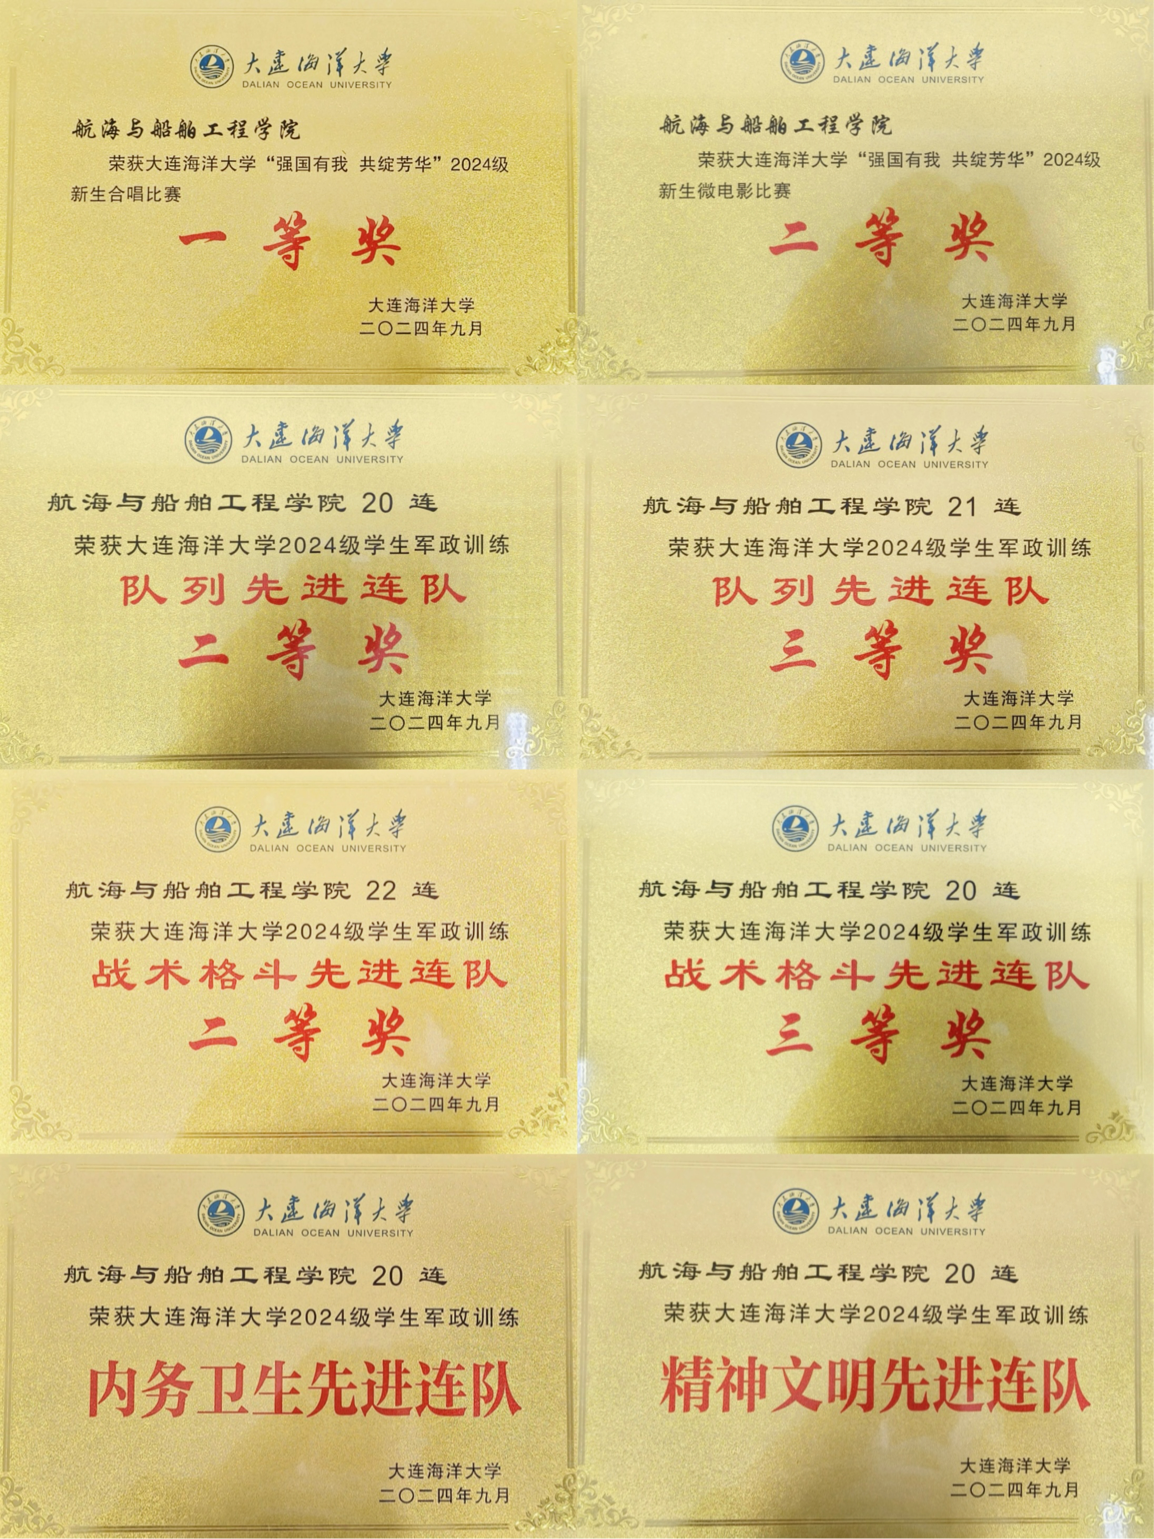 大连海洋大学
DALIAN OCEAN UNIVERSITY
航海与船舶工程学院
荣获大连海洋大学“强国有我 共绽芳华”2024级
新生合唱比赛
一等奖
大连海洋大学
二〇二四年九月
大连海洋大学
DALIAN OCEAN UNIVERSITY
航海与船舶工程学院
荣获大连海洋大学“强国有我 共绽芳华”2024级
新生微电影比赛
二等奖
大连海洋大学
二〇二四年九月
大连海洋大学
DALIAN OCEAN UNIVERSITY
航海与船舶工程学院 20 连
荣获大连海洋大学2024级学生军政训练
队列先进连队
二等奖
大连海洋大学
二〇二四年九月
大连海洋大学
DALIAN OCEAN UNIVERSITY
航海与船舶工程学院 21 连
荣获大连海洋大学2024级学生军政训练
队列先进连队
三等奖
大连海洋大学
二〇二四年九月
大连海洋大学
DALIAN OCEAN UNIVERSITY
航海与船舶工程学院 22 连
荣获大连海洋大学2024级学生军政训练
战术格斗先进连队
二等奖
大连海洋大学
二〇二四年九月
大连海洋大学
DALIAN OCEAN UNIVERSITY
航海与船舶工程学院 20 连
荣获大连海洋大学2024级学生军政训练
战术格斗先进连队
三等奖
大连海洋大学
二〇二四年九月
大连海洋大学
DALIAN OCEAN UNIVERSITY
航海与船舶工程学院 20 连
荣获大连海洋大学2024级学生军政训练
内务卫生先进连队
大连海洋大学
二〇二四年九月
大连海洋大学
DALIAN OCEAN UNIVERSITY
航海与船舶工程学院 20 连
荣获大连海洋大学2024级学生军政训练
精神文明先进连队
大连海洋大学
二〇二四年九月